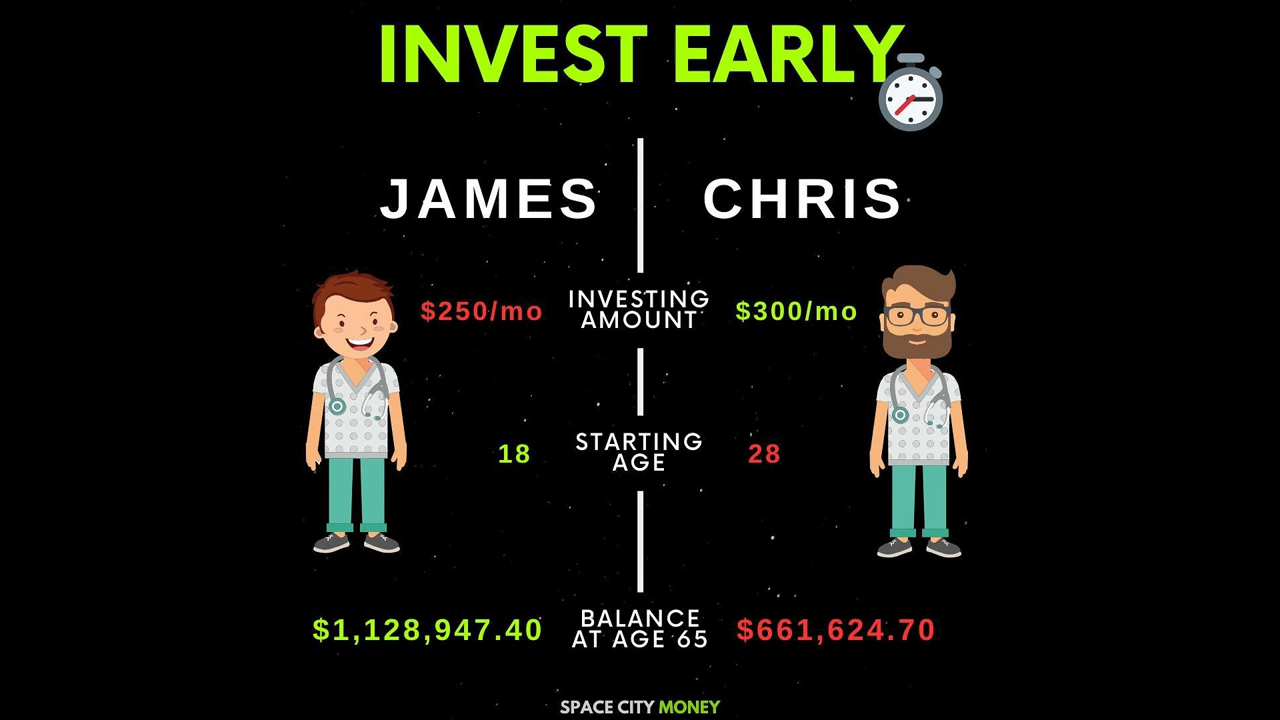 INVEST EARLY
JAMES
CHRIS
$250/mo
INVESTING
AMOUNT
$300/mo
18
STARTING
AGE
28
$1,128,947.40
BALANCE
AT AGE 65
$661,624.70
SPACE CITY MONEY